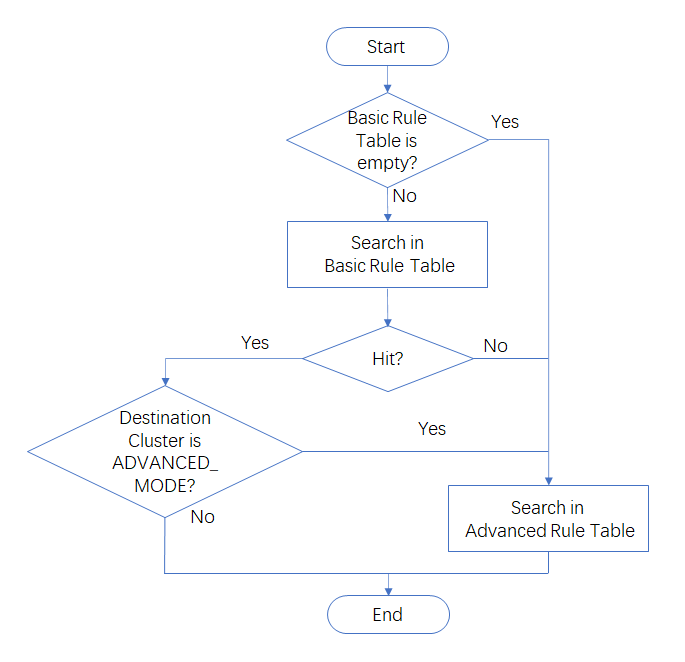 Start
Basic Rule
Table is
empty?
Yes
No
Search in
Basic Rule Table
Yes
Hit?
No
Destination
Cluster is
ADVANCED_
MODE?
Yes
No
Search in
Advanced Rule Table
End